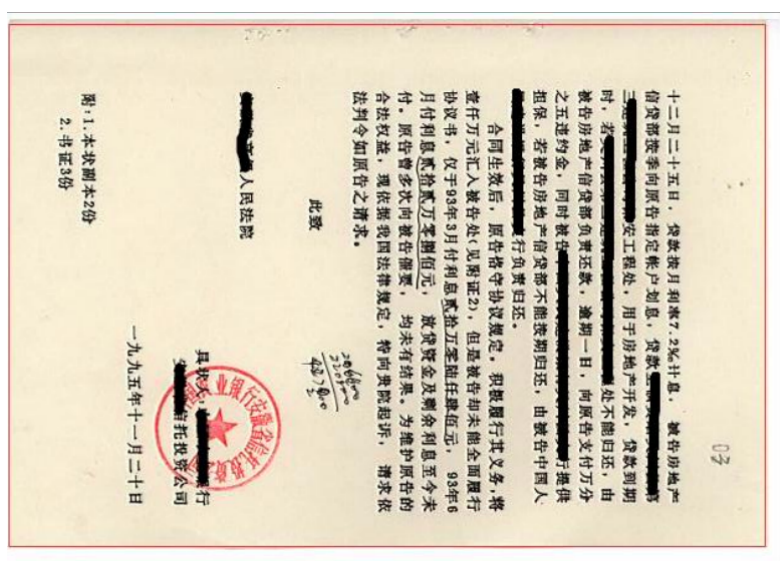 十二月二十五日,贷款按月利率7.2‰计息。被告房地产
信贷部按季向原告指定帐户划息,贷款
安工程处,用于房地产开发,贷款到期
时,若 处不能归还,由
被告房地产信贷部负责还款,逾期一日,向原告支付万分
之五违约金,同时被告 行提供
担保,若被告房地产信贷部不能按期归还,由被告中国人
行负责归还。
合同生效后,原告恪守协议规定,积极履行其义务,将
壹仟万元汇入被告处(见附证2),但是被告却未能全面履行
协议书,仅于93年3月付利息贰拾万零陆仟肆佰元,93年6
月付利息贰拾贰万零捌佰元,放贷资金及剩余利息至今未
付。原告曾多次向被告催要,均未有结果。为维护原告的
合法权益,现依据我国法律规定,特向贵院起诉,请求依
法判令如原告之请求。
此致
人民法院
具状人: 行
信托投资公司
一九九五年十一月二十日
附:1.本状副本2份
2.书证3份